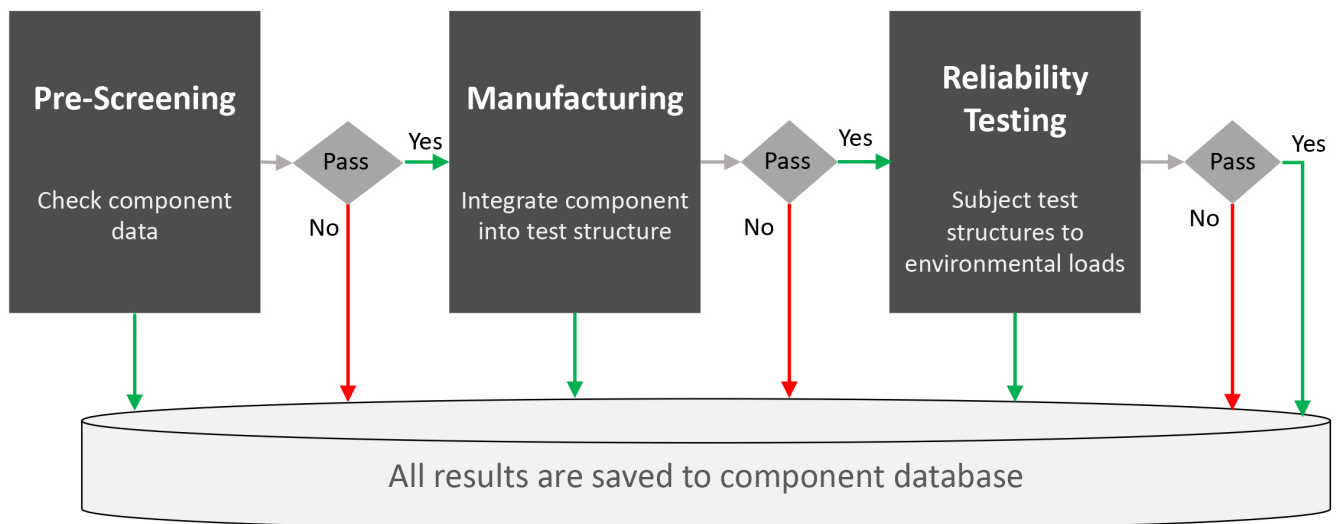 Pre-Screening
Check component
data
Pass
Yes
No
Manufacturing
Integrate component
into test structure
Pass
Yes
No
Reliability
Testing
Subject test
structures to
environmental loads
Pass
Yes
No
All results are saved to component database